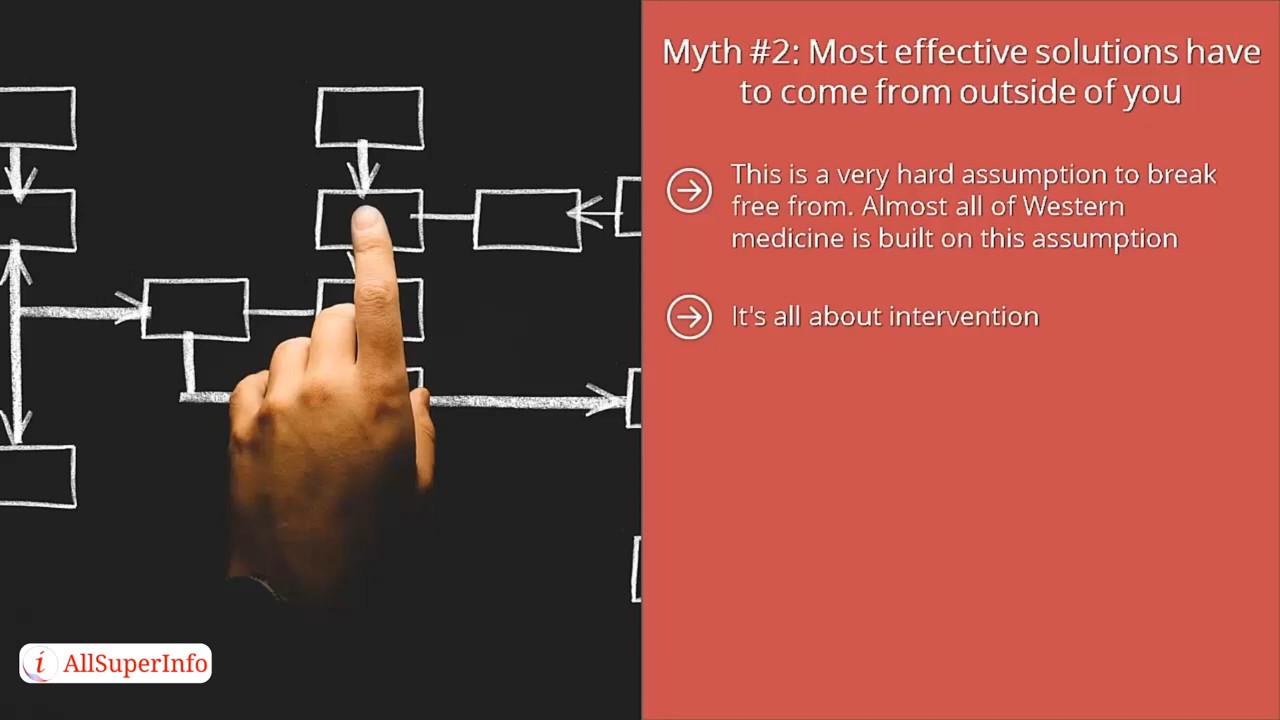 Myth #2: Most effective solutions have
to come from outside of you
This is a very hard assumption to break
free from. Almost all of Western
medicine is built on this assumption
It's all about intervention
i AllSuperInfo